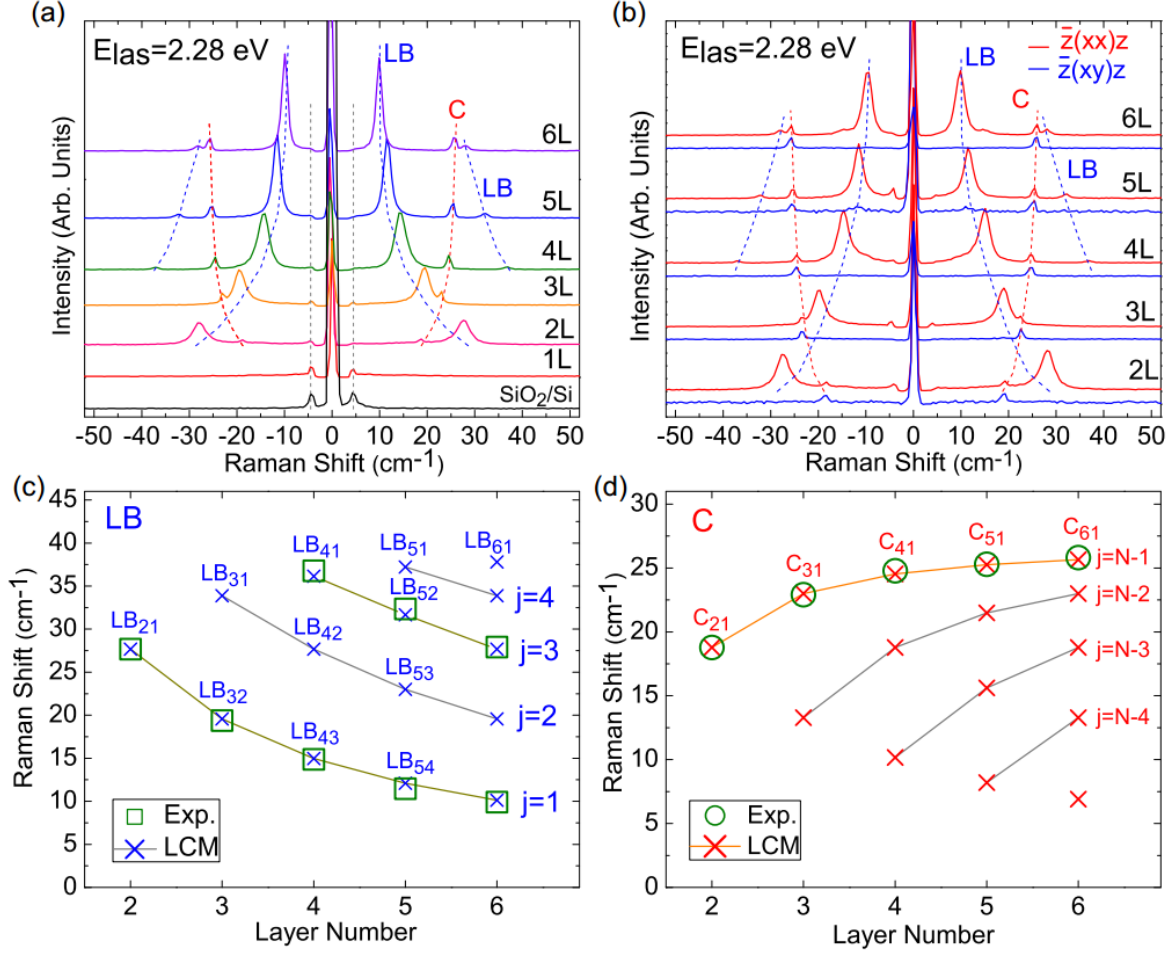 (a)
E_las=2.28 eV
LB
C
6L
LB
5L
4L
3L
2L
1L
SiO₂/Si
Intensity (Arb. Units)
-50 -40 -30 -20 -10 0 10 20 30 40 50
Raman Shift (cm⁻¹)
(b)
E_las=2.28 eV
z̄(xx)z
z̄(xy)z
LB
C
6L
LB
5L
4L
3L
2L
Intensity (Arb. Units)
-50 -40 -30 -20 -10 0 10 20 30 40 50
Raman Shift (cm⁻¹)
(c)
LB
45
40
35
30
25
20
15
10
5
0
Raman Shift (cm⁻¹)
LB₄₁ LB₅₁ LB₆₁
LB₃₁ LB₅₂ j=4
LB₂₁ LB₄₂ j=3
LB₃₂ LB₅₃ j=2
LB₄₃
LB₅₄ j=1
Exp.
LCM
2 3 4 5 6
Layer Number
(d)
C
30
25
20
15
10
5
0
Raman Shift (cm⁻¹)
C₂₁ C₃₁ C₄₁ C₅₁ C₆₁
j=N-1
j=N-2
j=N-3
j=N-4
Exp.
LCM
2 3 4 5 6
Layer Number